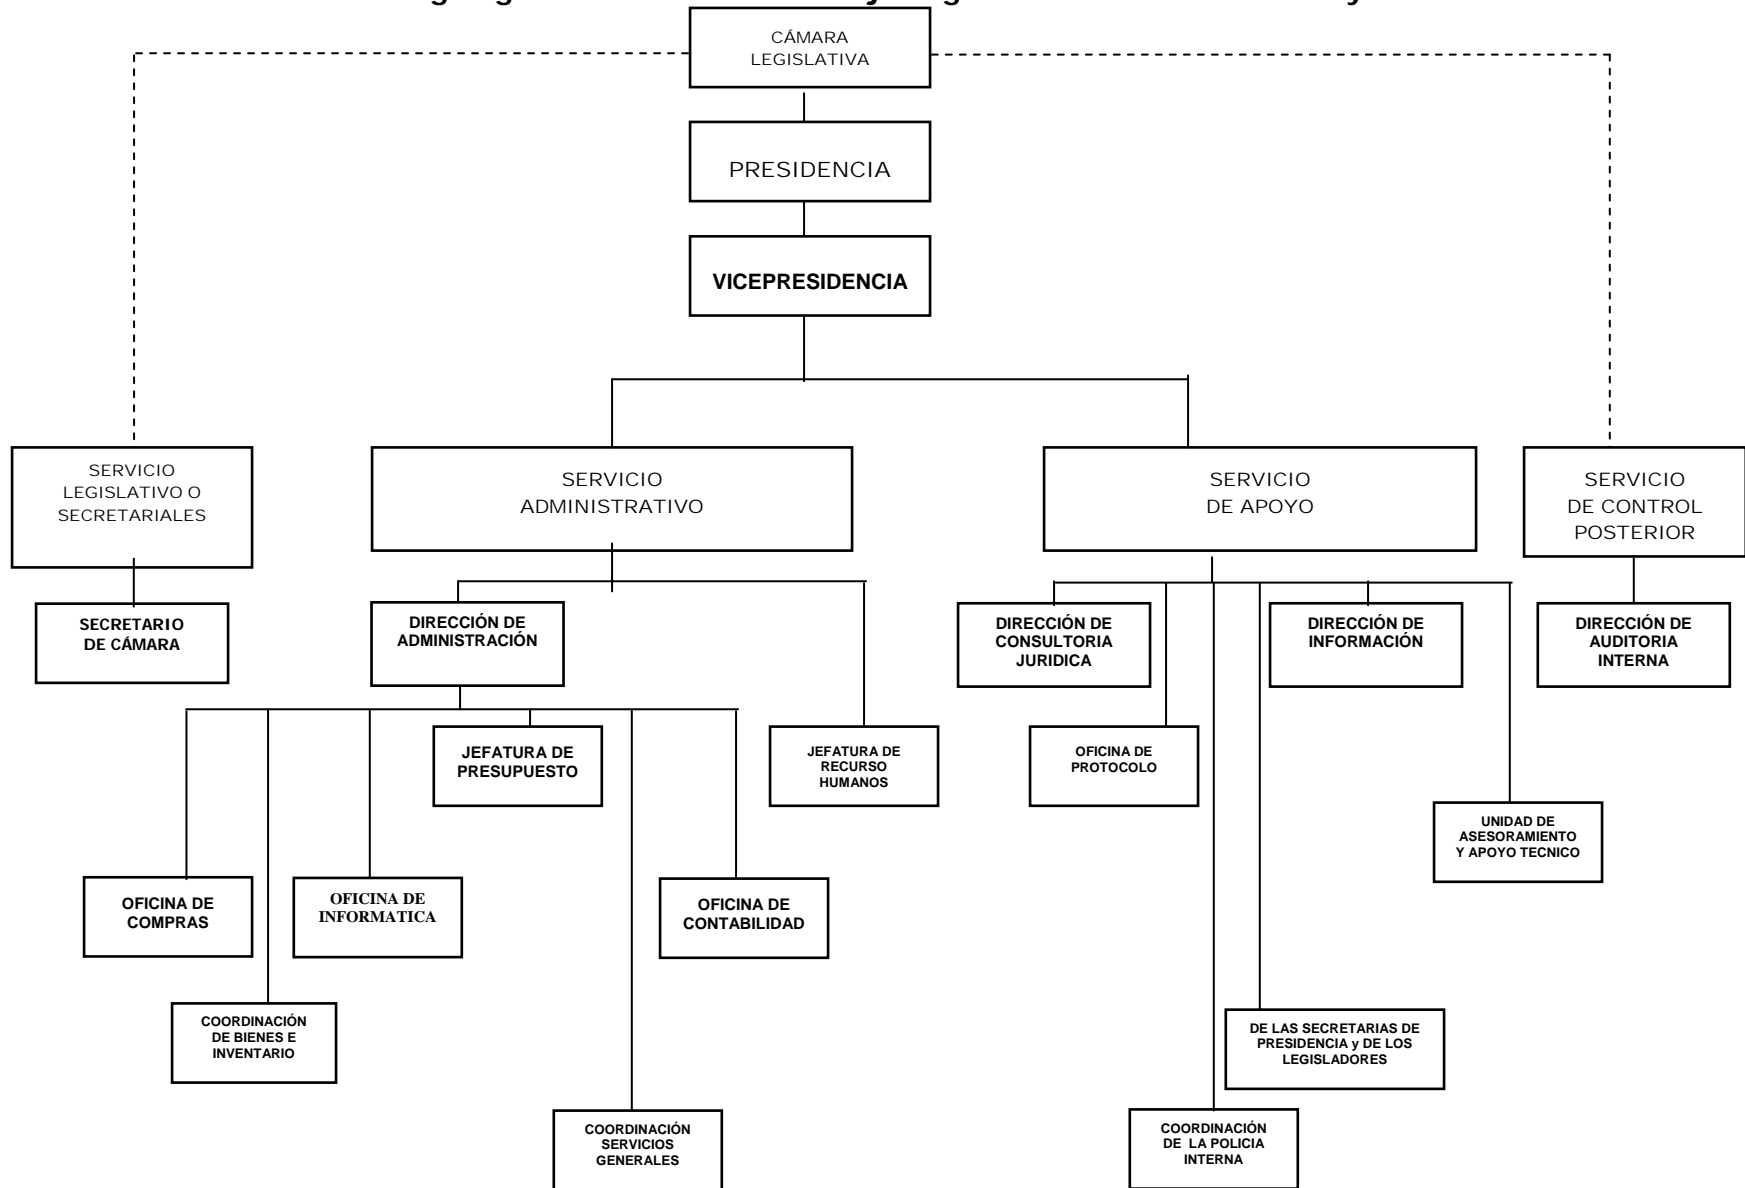 CÁMARA
LEGISLATIVA
PRESIDENCIA
VICEPRESIDENCIA
SERVICIO
LEGISLATIVO O
SECRETARIALES
SERVICIO
ADMINISTRATIVO
SERVICIO
DE APOYO
SERVICIO
DE CONTROL
POSTERIOR
SECRETARIO
DE CÁMARA
DIRECCIÓN DE
ADMINISTRACIÓN
DIRECCIÓN DE
CONSULTORIA
JURIDICA
DIRECCIÓN DE
INFORMACIÓN
DIRECCIÓN DE
AUDITORIA
INTERNA
JEFATURA DE
PRESUPUESTO
JEFATURA DE
RECURSO
HUMANOS
OFICINA DE
PROTOCOLO
UNIDAD DE
ASESORAMIENTO
Y APOYO TECNICO
OFICINA DE
COMPRAS
OFICINA DE
INFORMATICA
OFICINA DE
CONTABILIDAD
COORDINACIÓN
DE BIENES E
INVENTARIO
DE LAS SECRETARIAS DE
PRESIDENCIA y DE LOS
LEGISLADORES
COORDINACIÓN
SERVICIOS
GENERALES
COORDINACIÓN
DE LA POLICIA
INTERNA